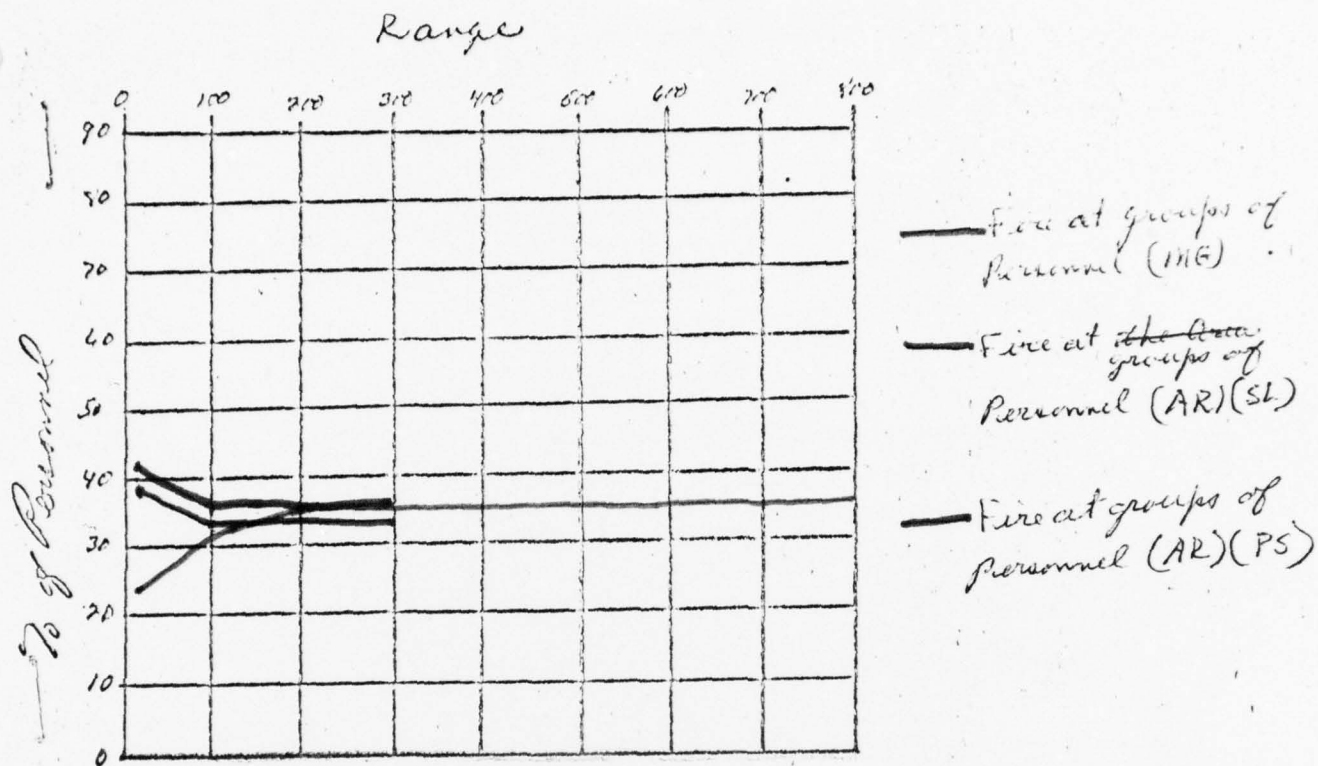 Range
0 100 200 300 400 500 600 700 800
90
80
70
60
50
40
30
20
10
0
% of Personnel
Fire at groups of
Personnel (MG)
Fire at the Area
groups of
Personnel (AR)(SL)
Fire at groups of
Personnel (AR)(PS)